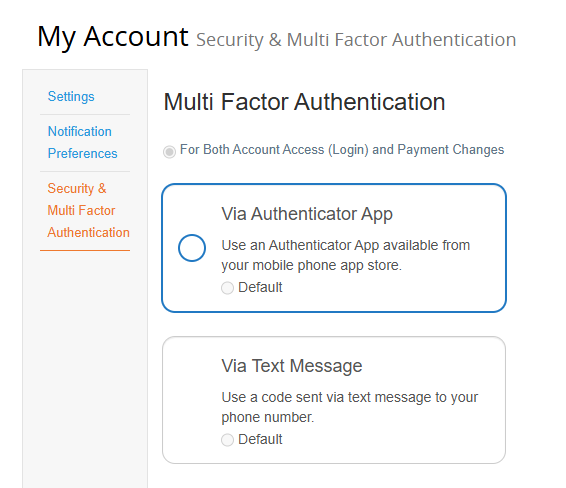 My Account Security & Multi Factor Authentication
Settings
Notification
Preferences
Security &
Multi Factor
Authentication
Multi Factor Authentication
For Both Account Access (Login) and Payment Changes
Via Authenticator App
Use an Authenticator App available from
your mobile phone app store.
Default
Via Text Message
Use a code sent via text message to your
phone number.
Default